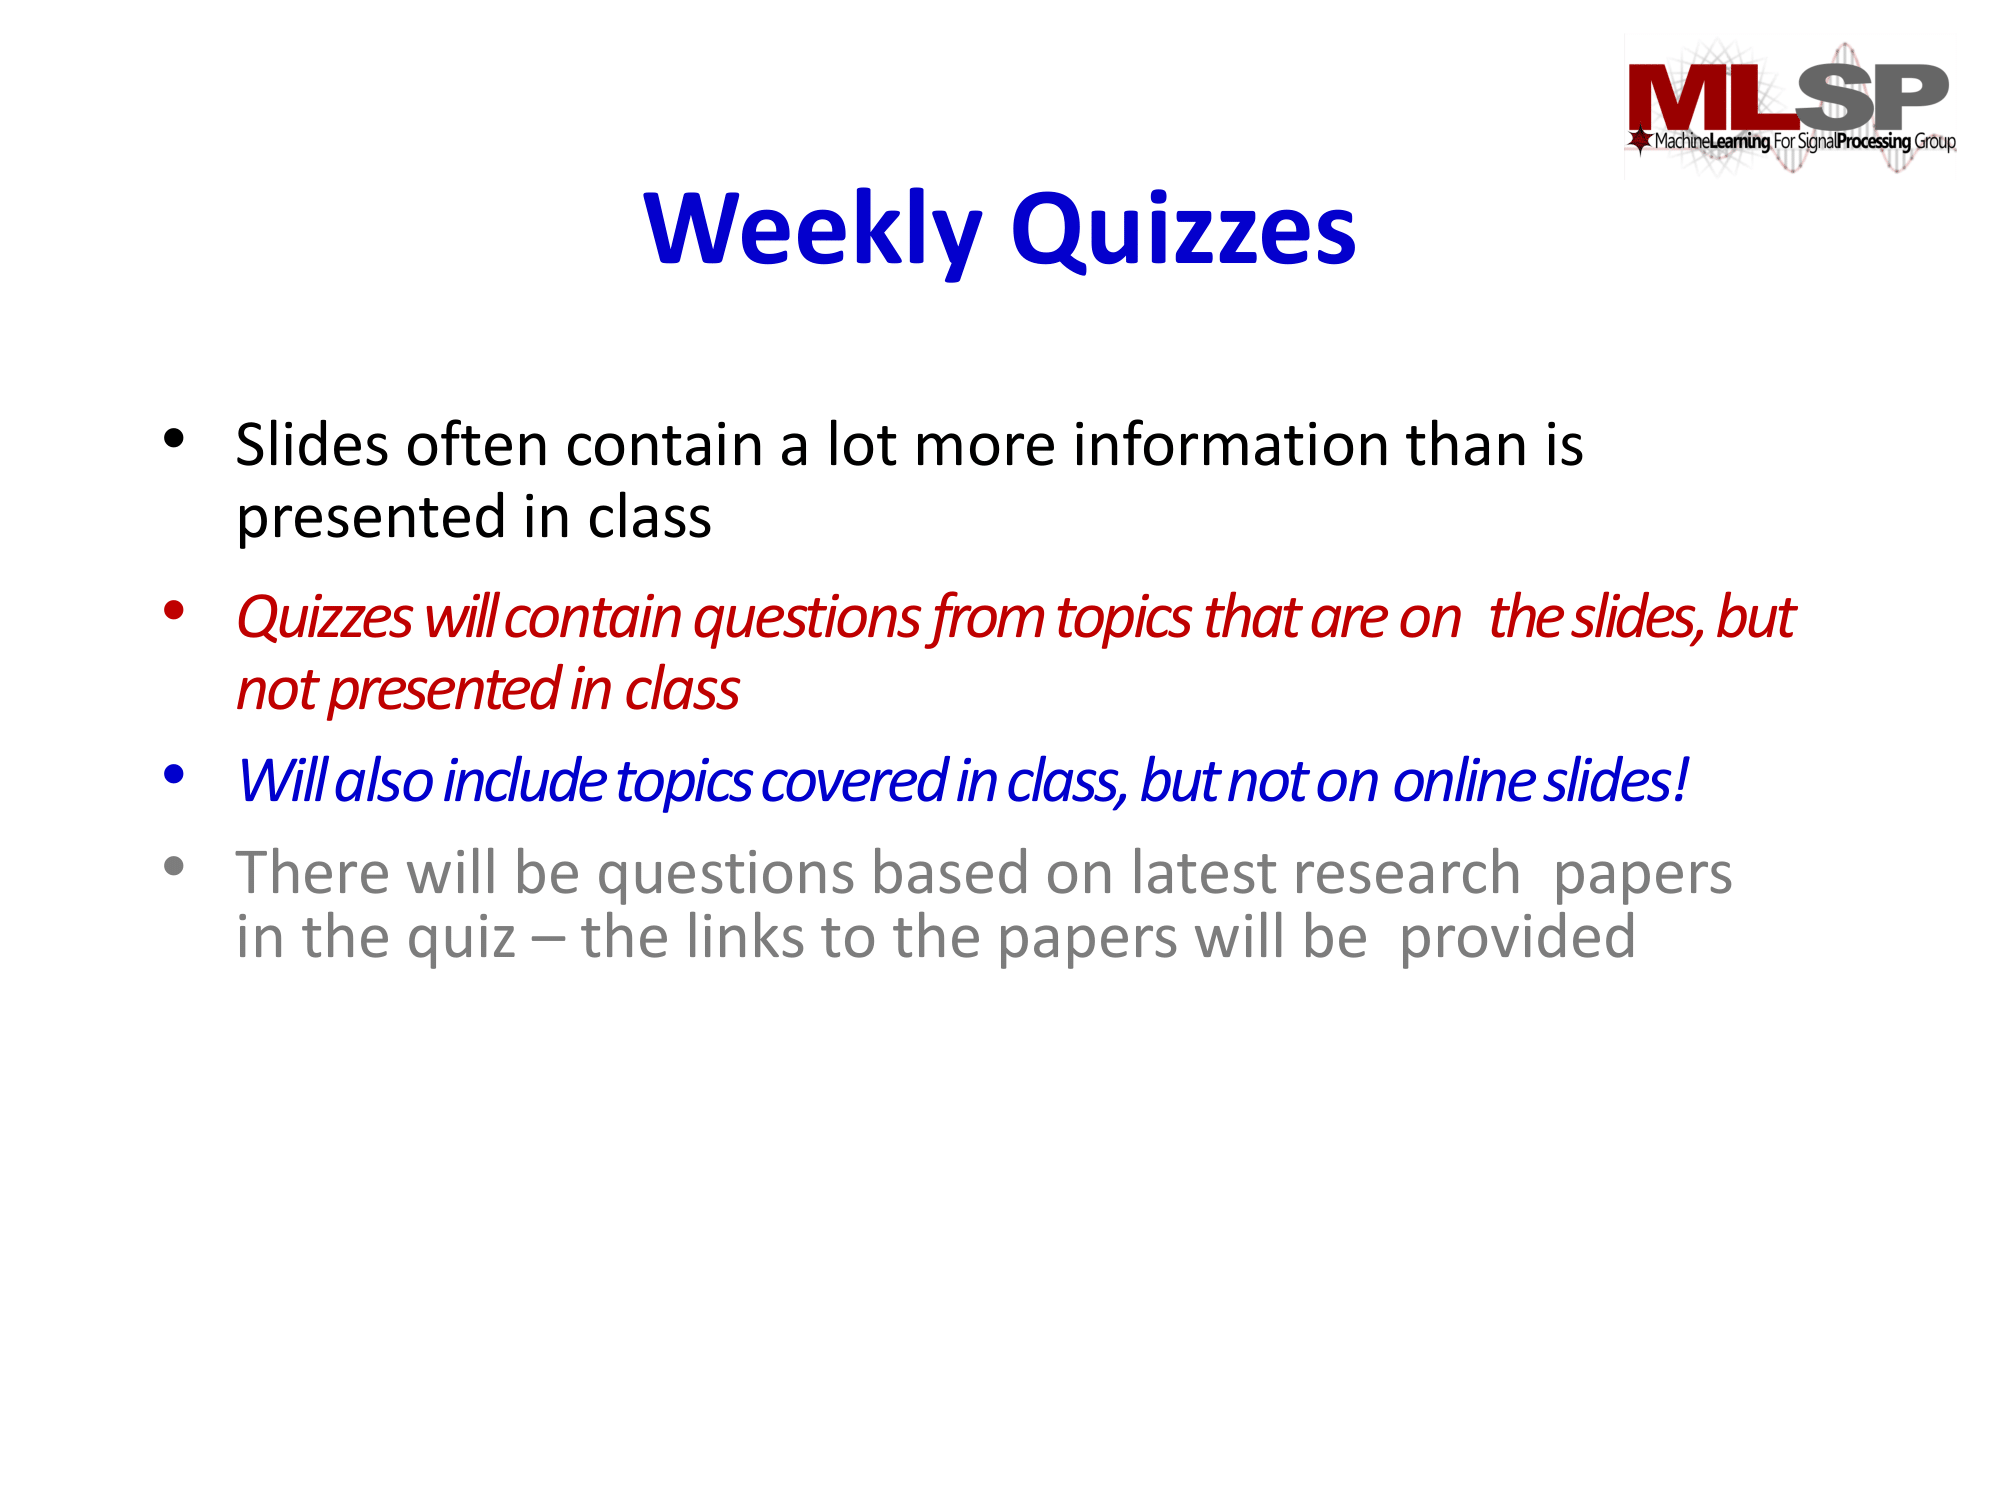 MLSP
MachineLearning For SignalProcessing Group
Weekly Quizzes
• Slides often contain a lot more information than is
presented in class
• Quizzes will contain questions from topics that are on the slides, but
not presented in class
• Will also include topics covered in class, but not on online slides!
• There will be questions based on latest research papers
in the quiz – the links to the papers will be provided